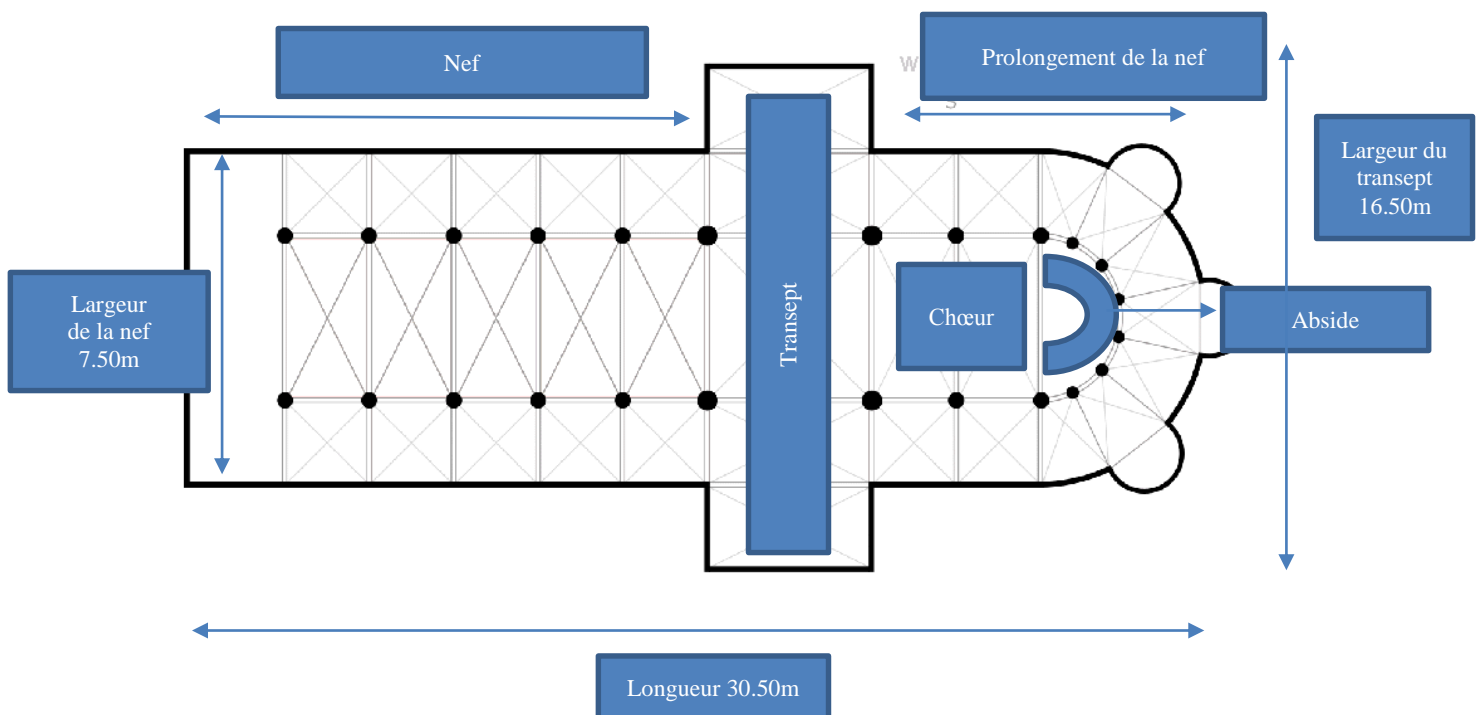 Nef
Prolongement de la nef
W
S
Largeur du
transept
16.50m
Largeur
de la nef
7.50m
Transept
Chœur
Abside
Longueur 30.50m